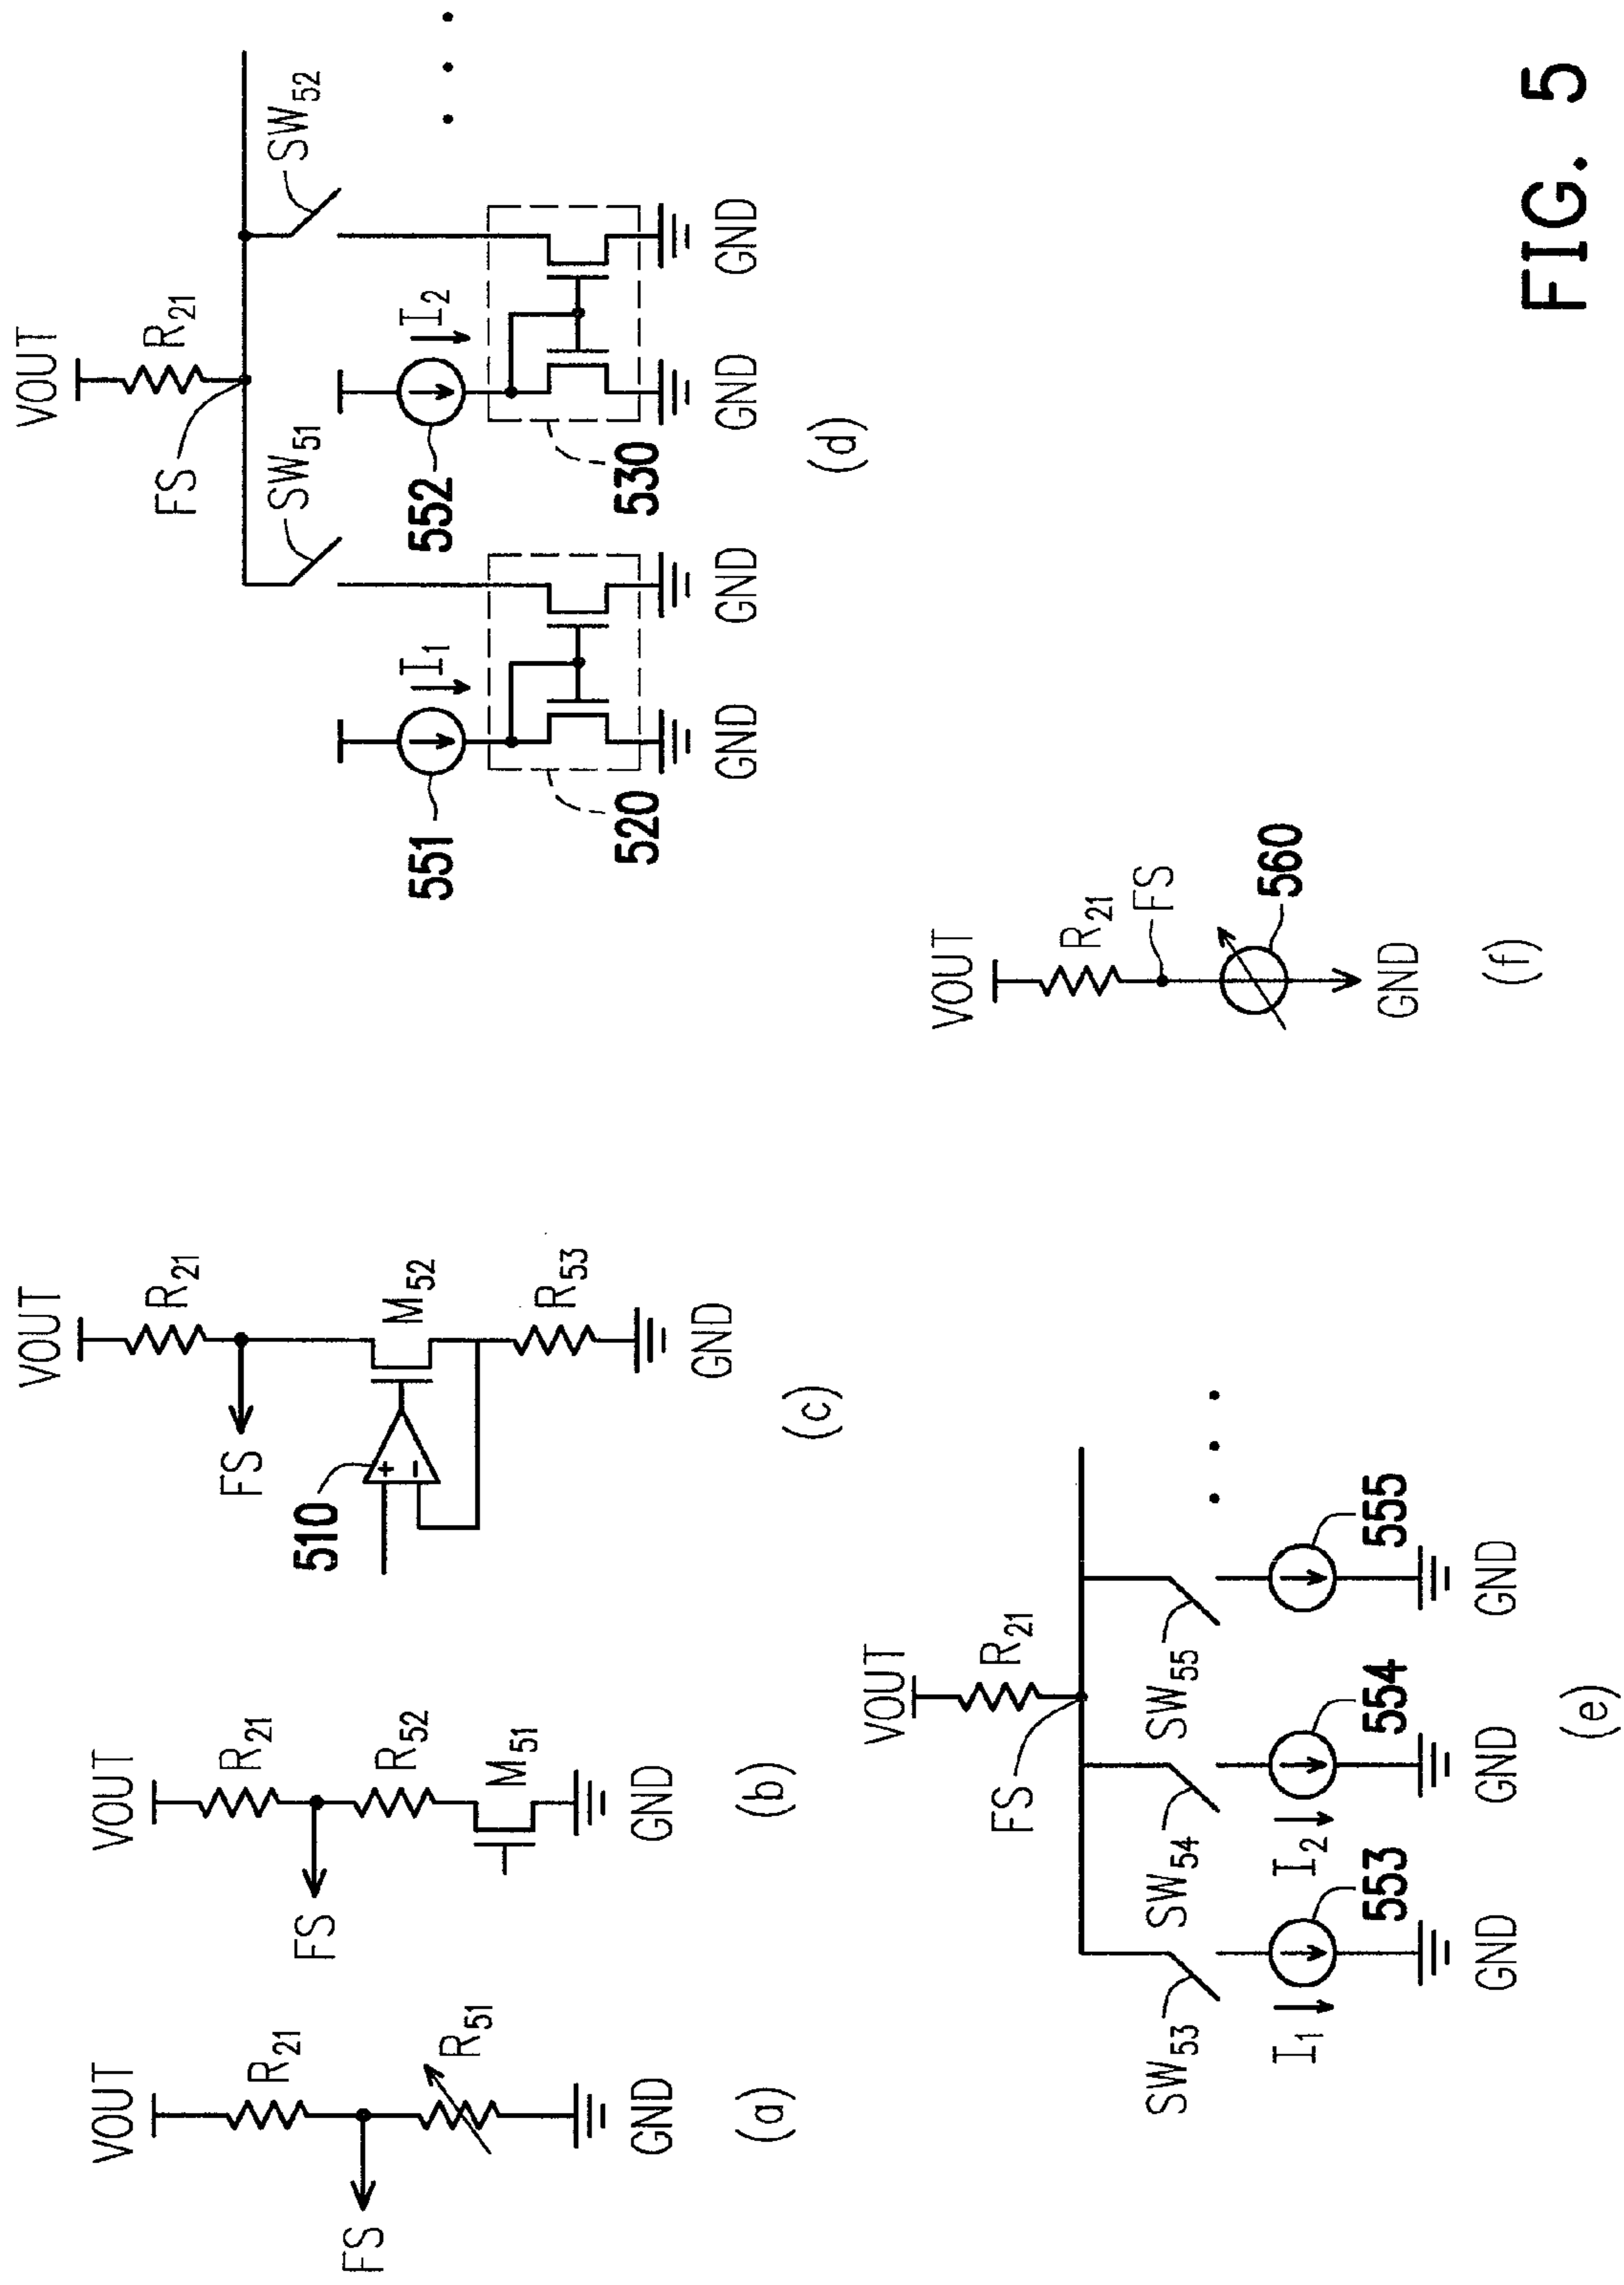 VOUT
R21
FS
R51
GND
(a)
VOUT
R21
FS
R52
M51
GND
(b)
VOUT
R21
FS
510
+
−
M52
R53
GND
(c)
VOUT
R21
FS
SW51
SW52
551
I1
552
I2
520
530
GND
GND
GND
GND
(d)
VOUT
R21
FS
SW53
SW54
SW55
I1
553
I2
554
555
GND
GND
GND
(e)
VOUT
R21
FS
560
GND
(f)
FIG. 5